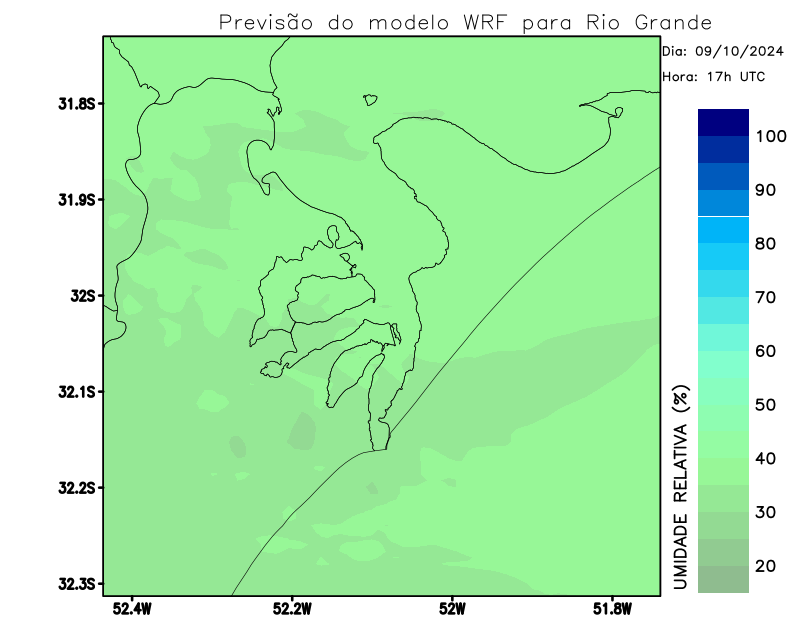 Previsão do modelo WRF para Rio Grande
Dia: 09/10/2024
Hora: 17h UTC
31.8S
31.9S
32S
32.1S
32.2S
32.3S
52.4W
52.2W
52W
51.8W
UMIDADE RELATIVA (%)
100
90
80
70
60
50
40
30
20